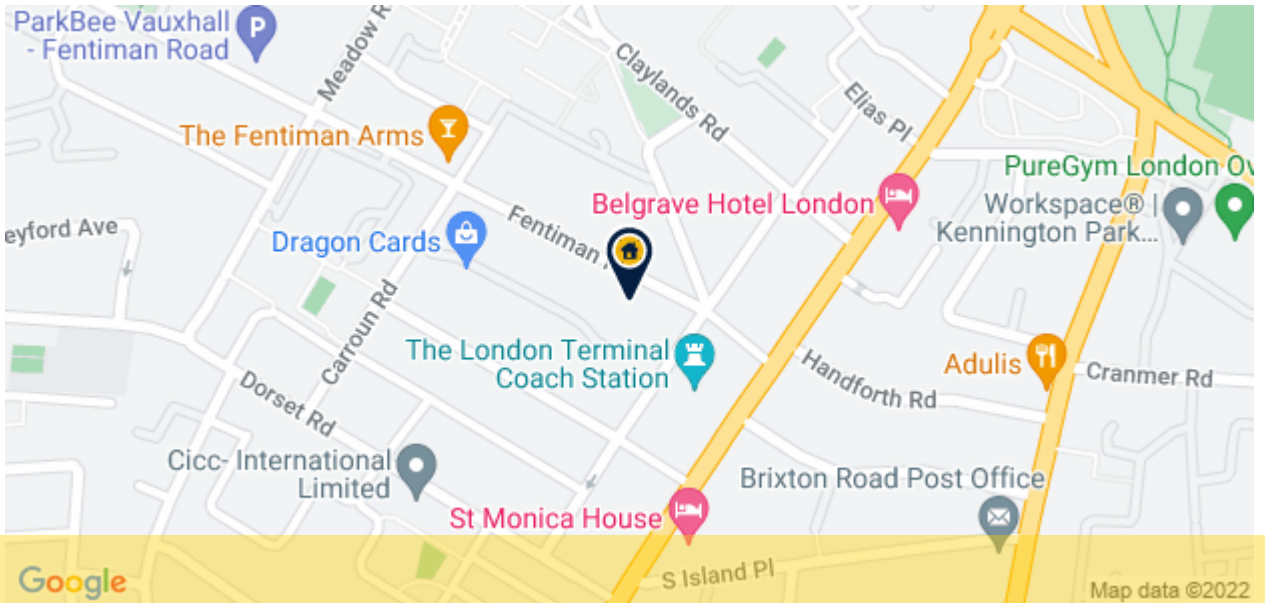 ParkBee Vauxhall
- Fentiman Road
Meadow R
Claylands Rd
Elias Pl
The Fentiman Arms
PureGym London Ov
Belgrave Hotel London
Workspace® |
Kennington Park...
eyford Ave
Dragon Cards
Fentiman
Carroun Rd
The London Terminal
Coach Station
Adulis
Cranmer Rd
Handforth Rd
Dorset Rd
Cicc- International
Limited
Brixton Road Post Office
St Monica House
S Island Pl
Google
Map data ©2022